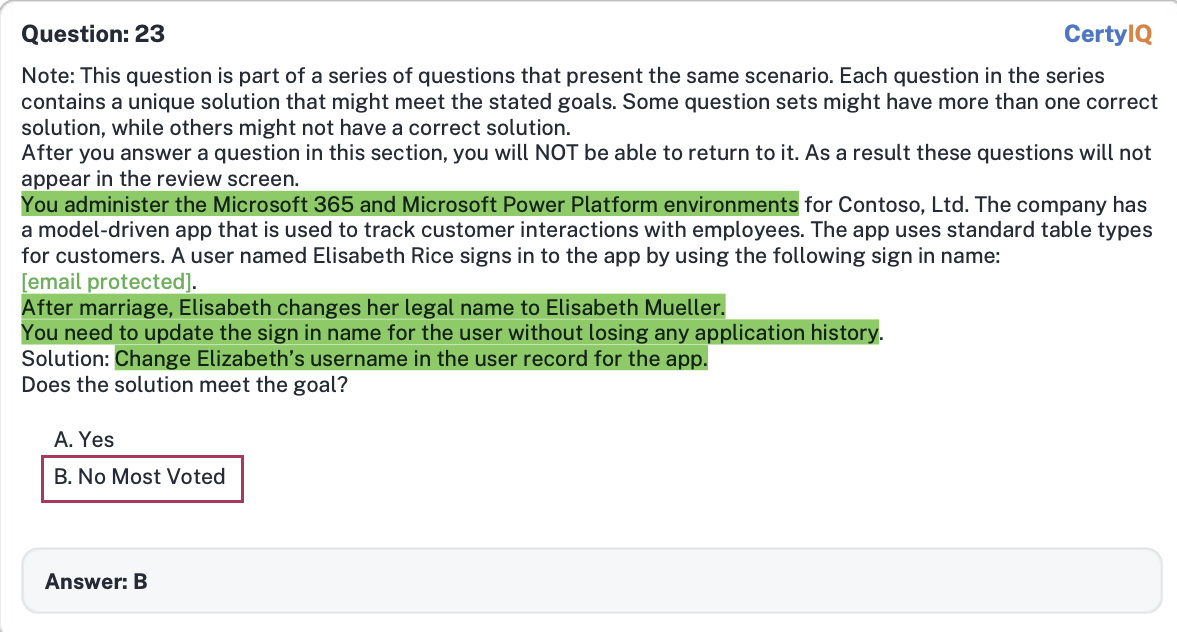 Question: 23
CertyIQ
Note: This question is part of a series of questions that present the same scenario. Each question in the series
contains a unique solution that might meet the stated goals. Some question sets might have more than one correct
solution, while others might not have a correct solution.
After you answer a question in this section, you will NOT be able to return to it. As a result these questions will not
appear in the review screen.
You administer the Microsoft 365 and Microsoft Power Platform environments for Contoso, Ltd. The company has
a model-driven app that is used to track customer interactions with employees. The app uses standard table types
for customers. A user named Elisabeth Rice signs in to the app by using the following sign in name:
[email protected].
After marriage, Elisabeth changes her legal name to Elisabeth Mueller.
You need to update the sign in name for the user without losing any application history.
Solution: Change Elizabeth’s username in the user record for the app.
Does the solution meet the goal?
A. Yes
B. No Most Voted
Answer: B